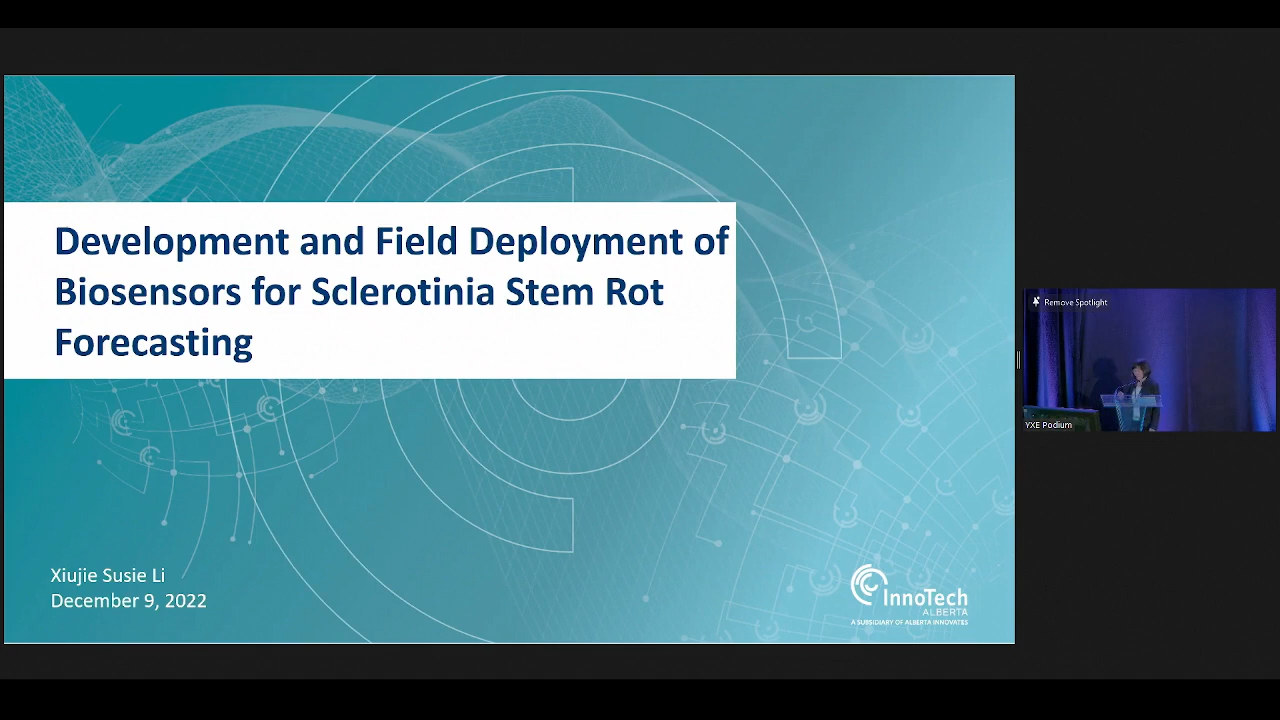 Development and Field Deployment of
Biosensors for Sclerotinia Stem Rot
Forecasting
Xiujie Susie Li
December 9, 2022
InnoTech
ALBERTA
A SUBSIDIARY OF ALBERTA INNOVATES
Remove Spotlight
YXE Podium